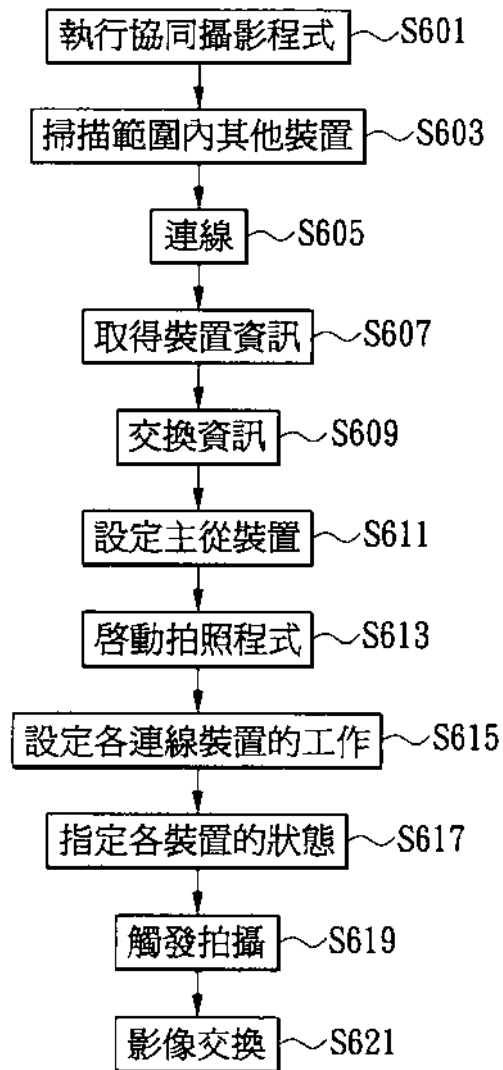 執行協同攝影程式 S601
掃描範圍內其他裝置 S603
連線 S605
取得裝置資訊 S607
交換資訊 S609
設定主從裝置 S611
啓動拍照程式 S613
設定各連線裝置的工作 S615
指定各裝置的狀態 S617
觸發拍攝 S619
影像交換 S621